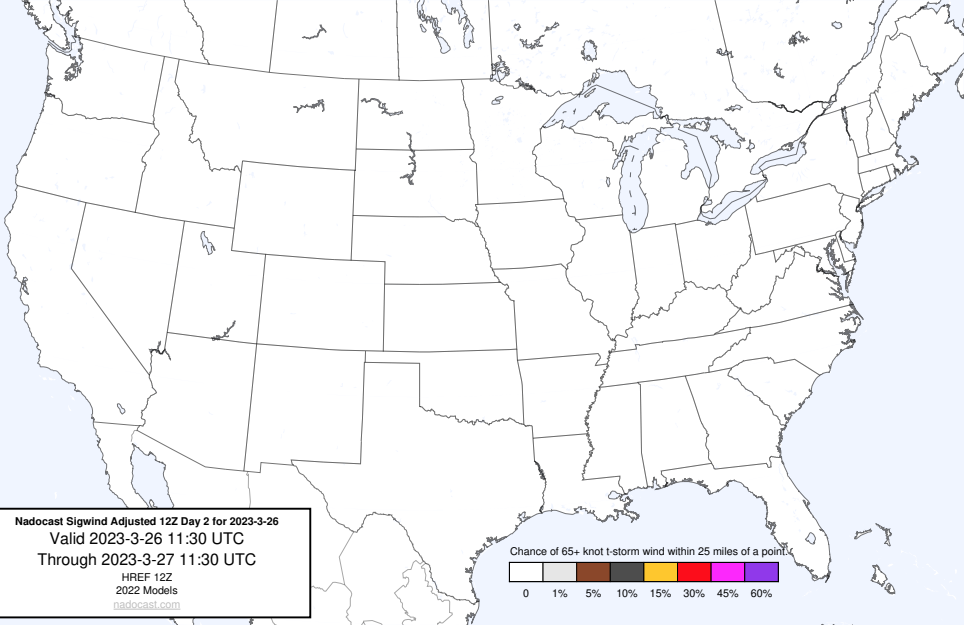 Nadocast Sigwind Adjusted 12Z Day 2 for 2023-3-26
Valid 2023-3-26 11:30 UTC
Through 2023-3-27 11:30 UTC
HREF 12Z
2022 Models
nadocast.com
Chance of 65+ knot t-storm wind within 25 miles of a point.
0 1% 5% 10% 15% 30% 45% 60%